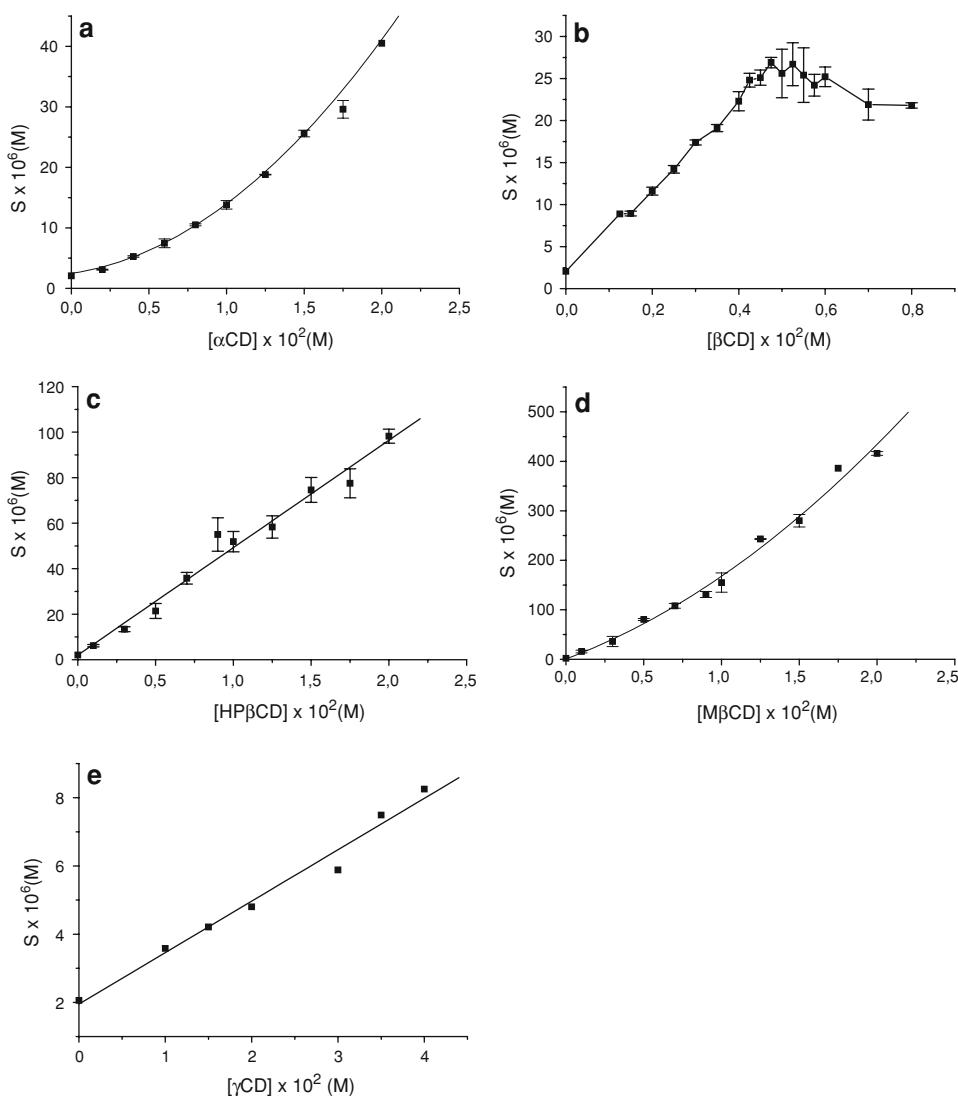 a
S x 10⁶(M)
40
30
20
10
0
0,0 0,5 1,0 1,5 2,0 2,5
[αCD] x 10²(M)
b
S x 10⁶(M)
30
25
20
15
10
5
0
0,0 0,2 0,4 0,6 0,8
[βCD] x 10²(M)
c
S x 10⁶(M)
120
100
80
60
40
20
0
0,0 0,5 1,0 1,5 2,0 2,5
[HPβCD] x 10²(M)
d
S x 10⁶(M)
500
400
300
200
100
0
0,0 0,5 1,0 1,5 2,0 2,5
[MβCD] x 10²(M)
e
S x 10⁶(M)
8
6
4
2
0 1 2 3 4
[γCD] x 10² (M)